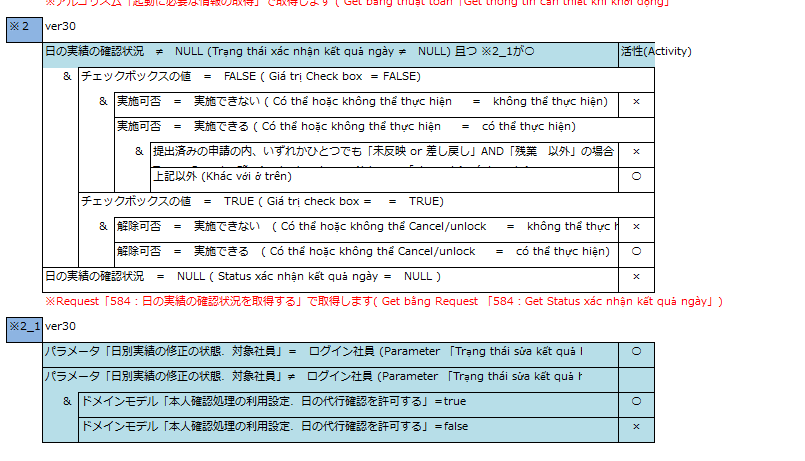 ※アルゴリズム「起動に必要な情報の取得」で取得します ( Get bằng thuật toán「Get thông tin cần thiết khi khởi động」
※２ ver30
日の実績の確認状況　≠　NULL (Trạng thái xác nhận kết quả ngày ≠　NULL) 且つ ※2_1が〇 活性(Activity)
& チェックボックスの値　＝　FALSE ( Giá trị Check box ＝ FALSE)
& 実施可否　＝　実施できない ( Có thể hoặc không thể thực hiện　＝　không thể thực hiện) ×
実施可否　＝　実施できる ( Có thể hoặc không thể thực hiện　＝　có thể thực hiện)
& 提出済みの申請の内、いずれかひとつでも「未反映 or 差し戻し」AND「残業　以外」の場合 ×
上記以外 (Khác với ở trên) 〇
チェックボックスの値　＝　TRUE ( Giá trị check box =　＝　TRUE)
& 解除可否　＝　実施できない　( Có thể hoặc không thể Cancel/unlock　＝　không thể thực h ×
解除可否　＝　実施できる　( Có thể hoặc không thể Cancel/unlock　＝　có thể thực hiện) 〇
日の実績の確認状況　＝　NULL ( Status xác nhận kết quả ngày ＝　NULL ) ×
※Request「584：日の実績の確認状況を取得する」で取得します( Get bằng Request 「584：Get Status xác nhận kết quả ngày」)
※2_1 ver30
パラメータ「日別実績の修正の状態．対象社員」＝　ログイン社員 (Parameter 「Trạng thái sửa kết quả 〇
パラメータ「日別実績の修正の状態．対象社員」≠　ログイン社員 (Parameter 「Trạng thái sửa kết quả h
& ドメインモデル「本人確認処理の利用設定．日の代行確認を許可する」＝true 〇
ドメインモデル「本人確認処理の利用設定．日の代行確認を許可する」＝false ×